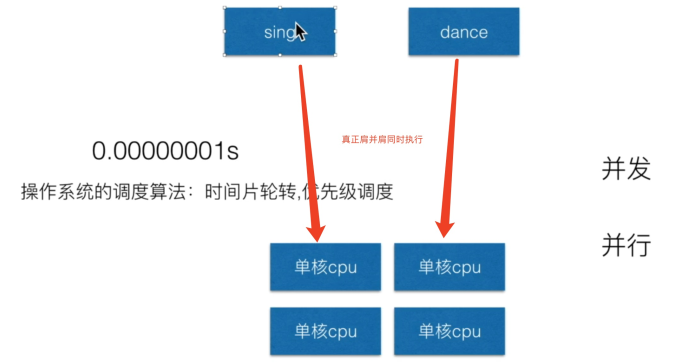 sing
dance
真正肩并肩同时执行
0.00000001s
操作系统的调度算法：时间片轮转,优先级调度
并发
并行
单核cpu
单核cpu
单核cpu
单核cpu